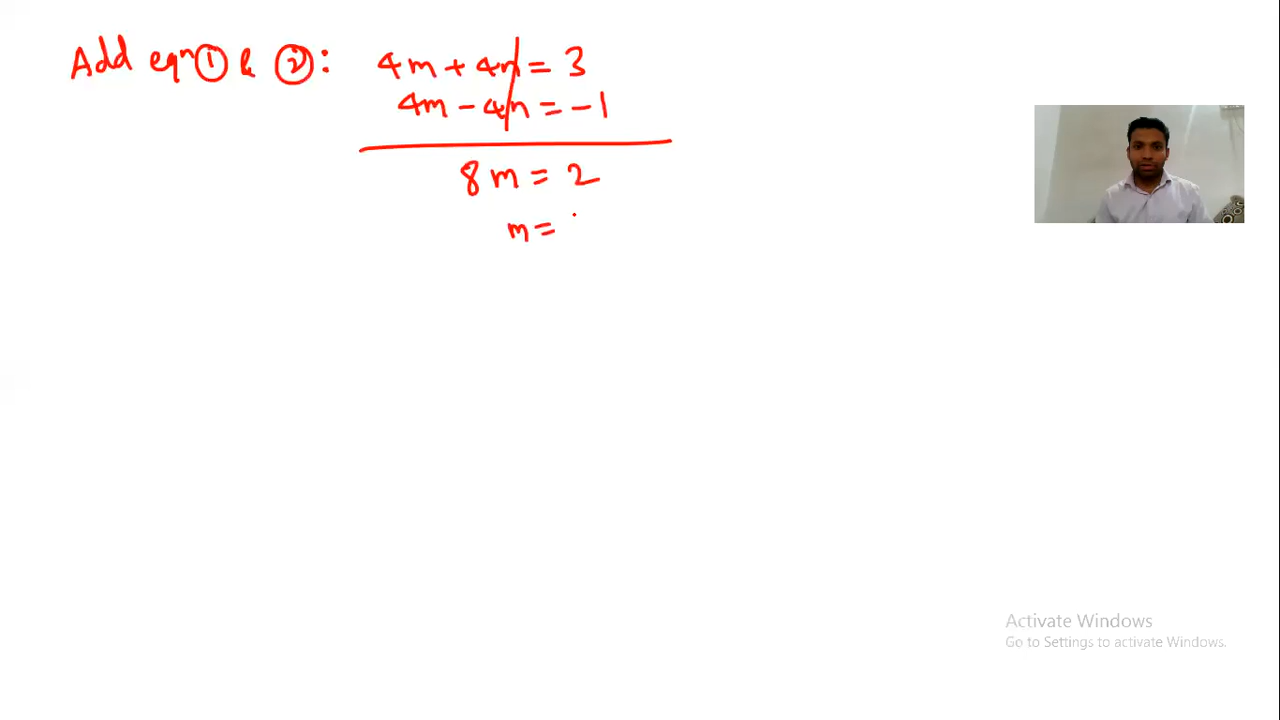 Add eqⁿ ① & ②: 4m + 4n = 3
4m - 4n = -1
8m = 2
m =
Activate Windows
Go to Settings to activate Windows.